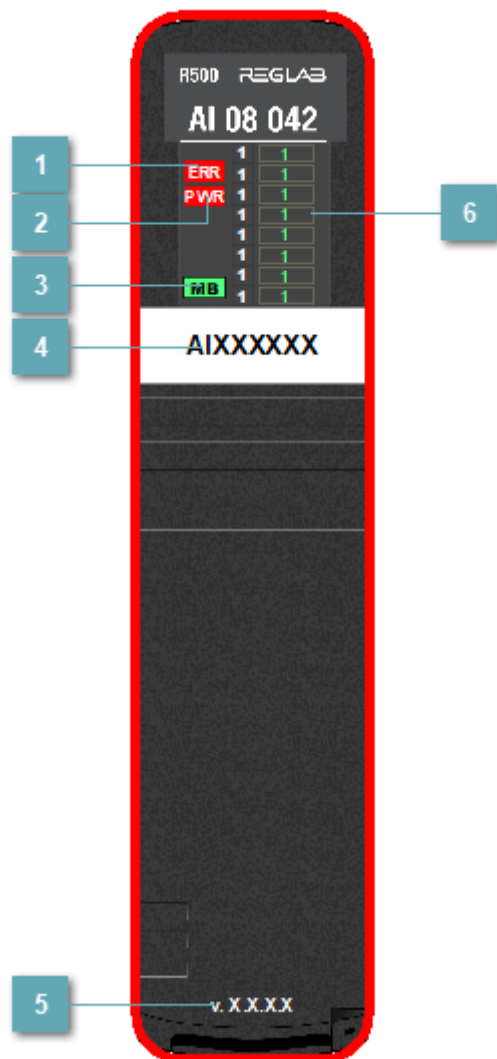 R500 REGLAB
AI 08 042
1 1
1 ERR 1 1
2 PWR 1 1
1 1 6
1 1
1 1
3 MB 1 1
1 1
4 AIXXXXXX
5 v. X.X.X.X